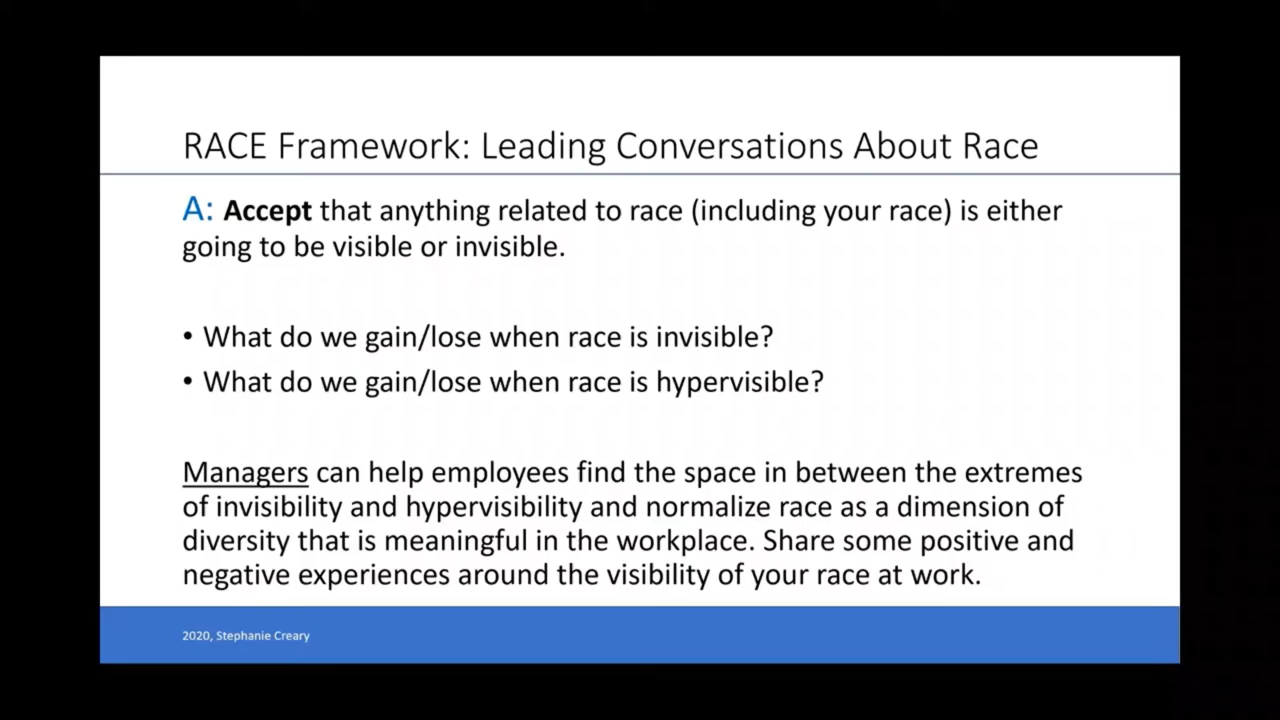 RACE Framework: Leading Conversations About Race
A: Accept that anything related to race (including your race) is either
going to be visible or invisible.
• What do we gain/lose when race is invisible?
• What do we gain/lose when race is hypervisible?
Managers can help employees find the space in between the extremes
of invisibility and hypervisibility and normalize race as a dimension of
diversity that is meaningful in the workplace. Share some positive and
negative experiences around the visibility of your race at work.
2020, Stephanie Creary